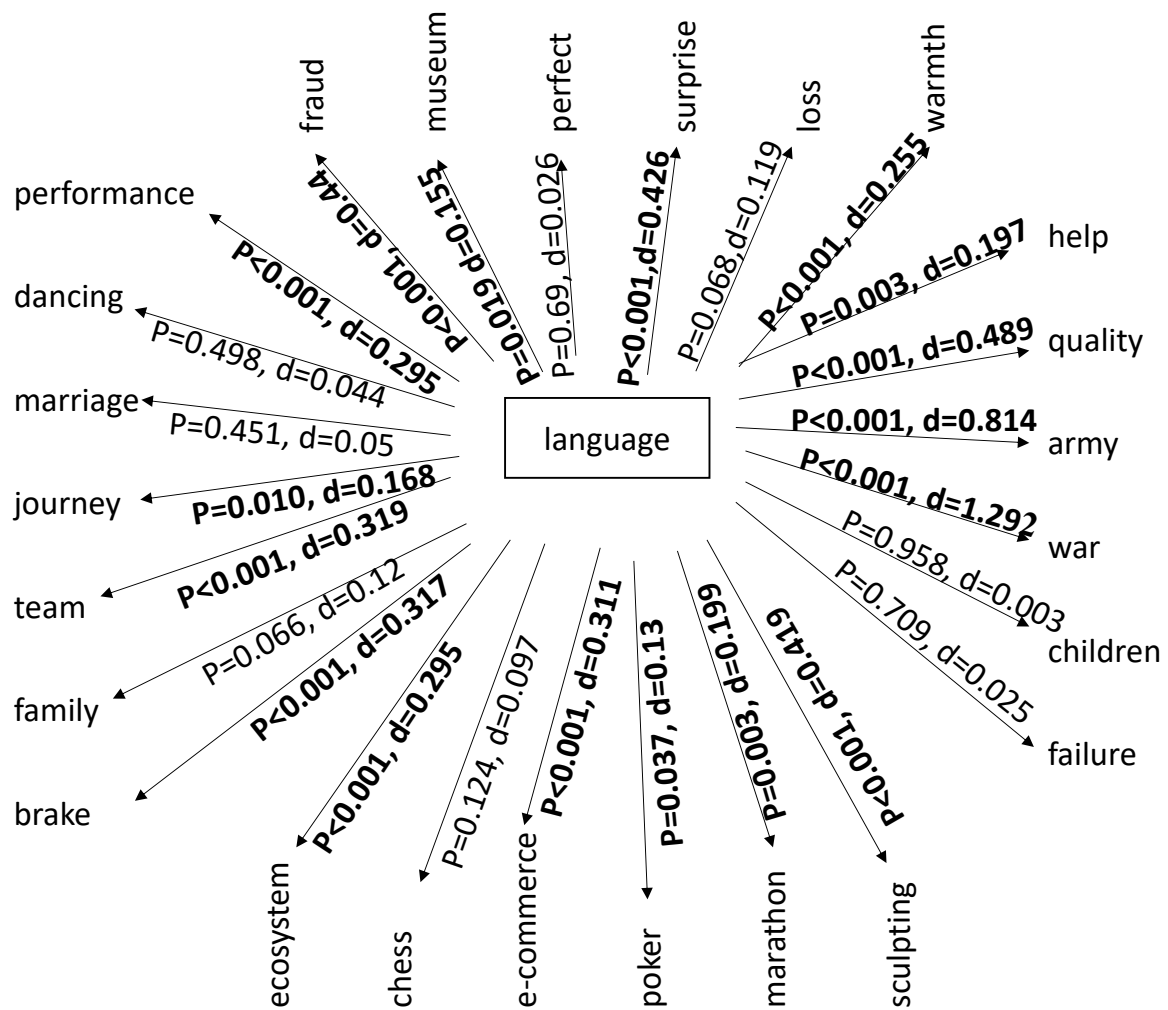 fraud
P<0.001, d=0.44
museum
P=0.019 d=0.155
perfect
P=0.69, d=0.026
surprise
P<0.001,d=0.426
loss
P=0.068,d=0.119
warmth
P<0.001, d=0.255
help
P=0.003, d=0.197
quality
P<0.001, d=0.489
army
P<0.001, d=0.814
war
P<0.001, d=1.292
children
P=0.958, d=0.003
failure
P=0.709, d=0.025
sculpting
P<0.001, d=0.419
marathon
P=0.003, d=0.199
poker
P=0.037, d=0.13
e-commerce
P<0.001, d=0.311
chess
P=0.124, d=0.097
ecosystem
P<0.001, d=0.295
brake
P<0.001, d=0.317
family
P=0.066, d=0.12
team
P<0.001, d=0.319
journey
P=0.010, d=0.168
marriage
P=0.451, d=0.05
dancing
P=0.498, d=0.044
performance
P<0.001, d=0.295
language